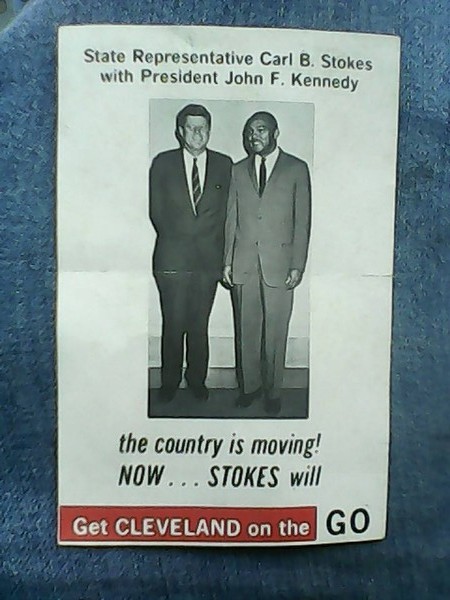 State Representative Carl B. Stokes
with President John F. Kennedy
the country is moving!
NOW . . . STOKES will
Get CLEVELAND on the GO